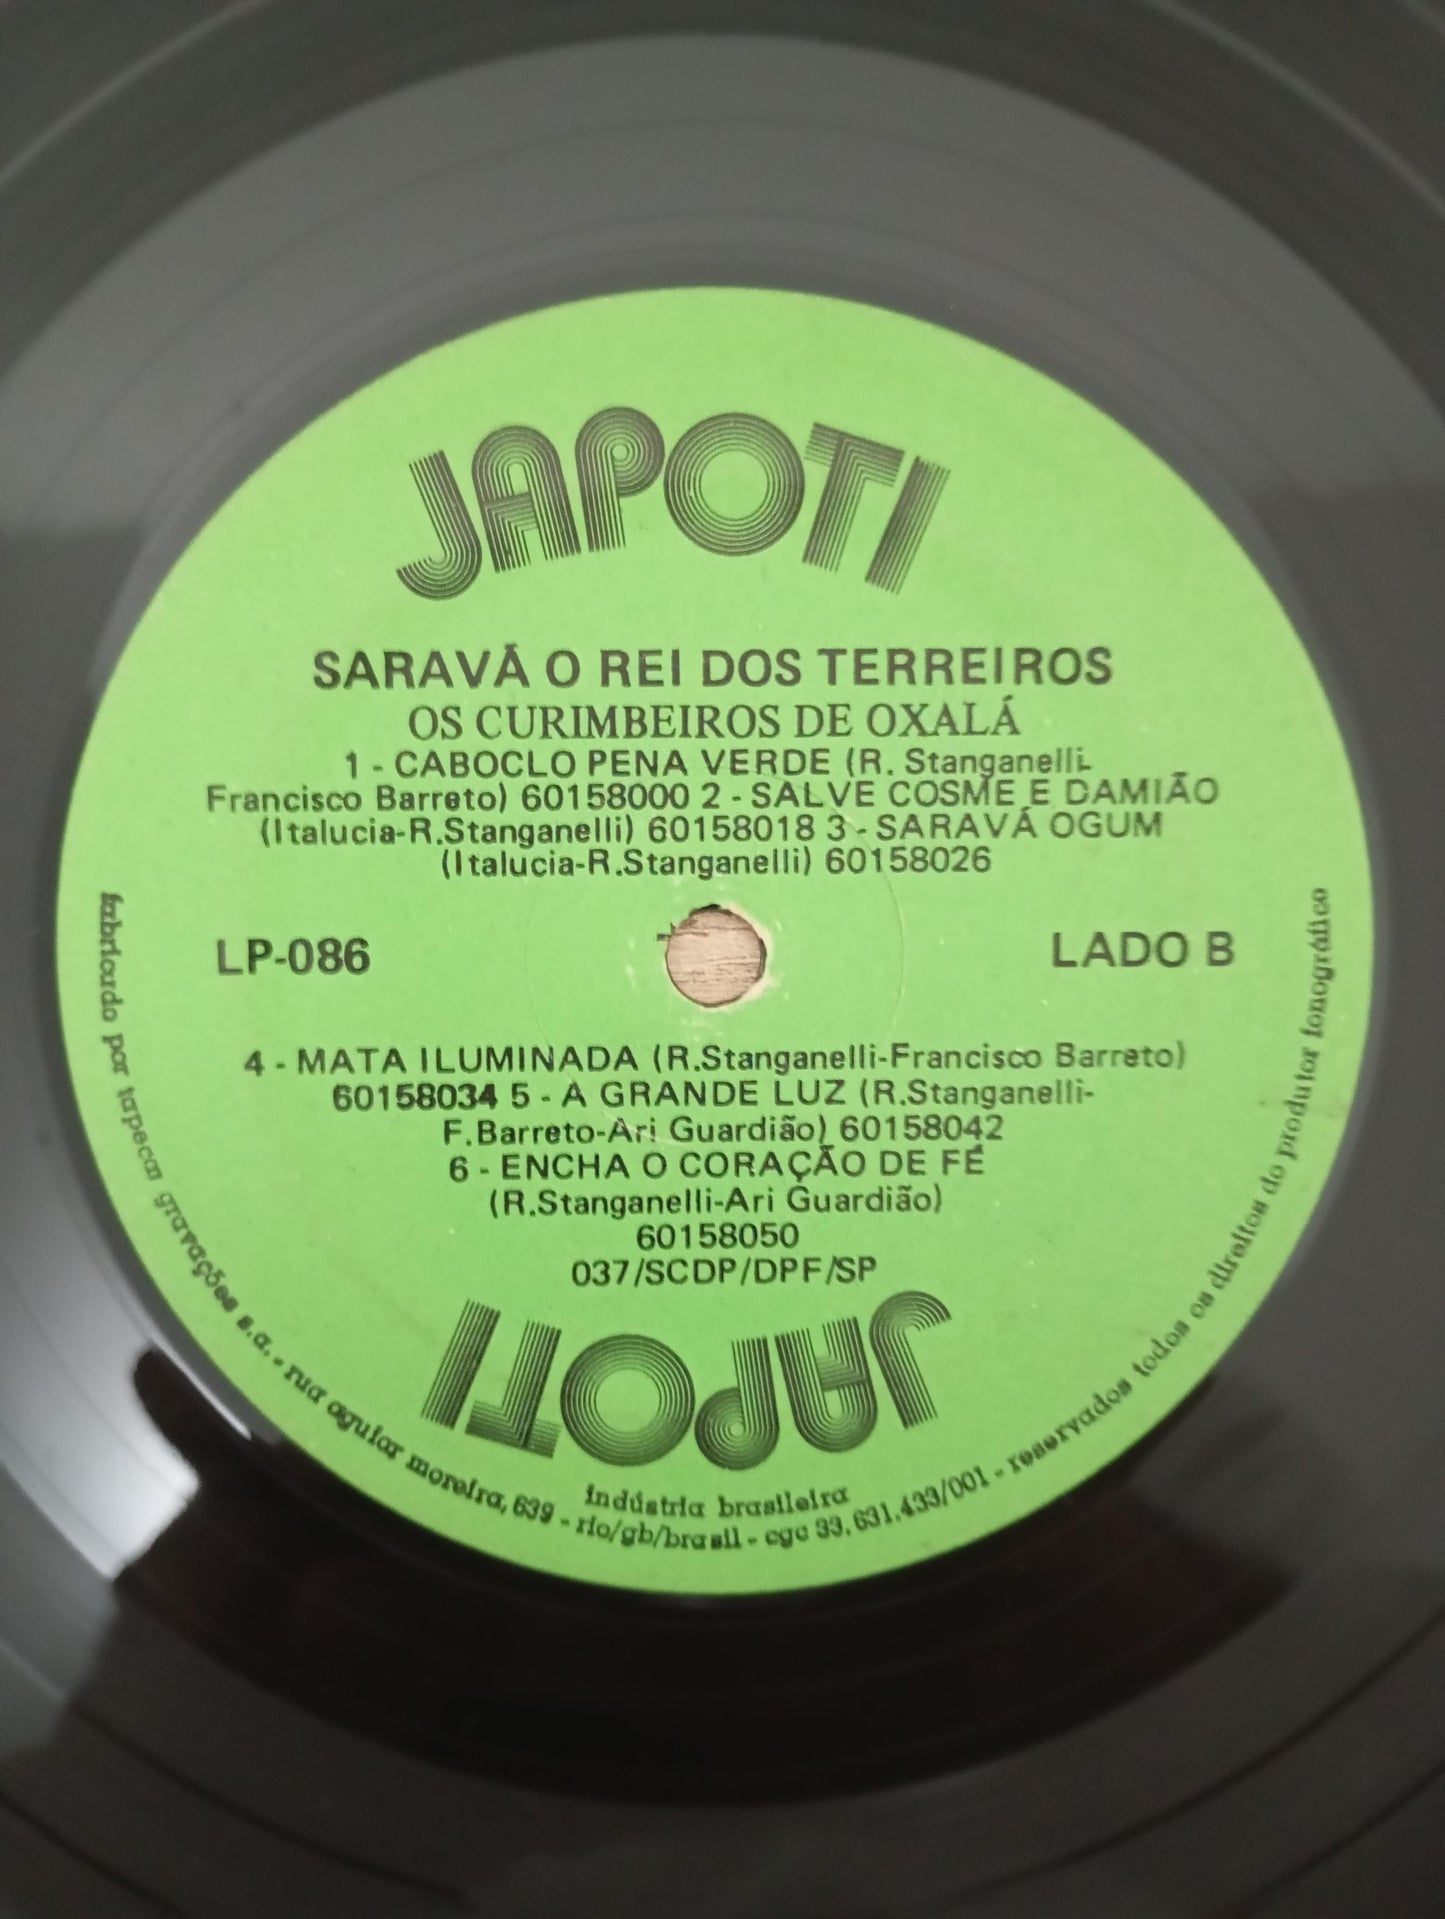 JAPOTI
SARAVÁ O REI DOS TERREIROS
OS CURIMBEIROS DE OXALÁ
1 - CABOCLO PENA VERDE (R. Stanganelli-
Francisco Barreto) 60158000 2 - SALVE COSME E DAMIÃO
(Italucia-R.Stanganelli) 60158018 3 - SARAVÁ OGUM
(Italucia-R.Stanganelli) 60158026
LP-086
LADO B
4 - MATA ILUMINADA (R.Stanganelli-Francisco Barreto)
60158034 5 - A GRANDE LUZ (R.Stanganelli-
F.Barreto-Ari Guardião) 60158042
6 - ENCHA O CORAÇÃO DE FÉ
(R.Stanganelli-Ari Guardião)
60158050
037/SCDP/DPF/SP
JAPOTI
indústria brasileira
fabricado por tapecar gravações s.a. - rua aguiar moreira, 639 - rio/gb/brasil - cgc 33.631.433/001 - reservados todos os direitos do produtor fonográfico